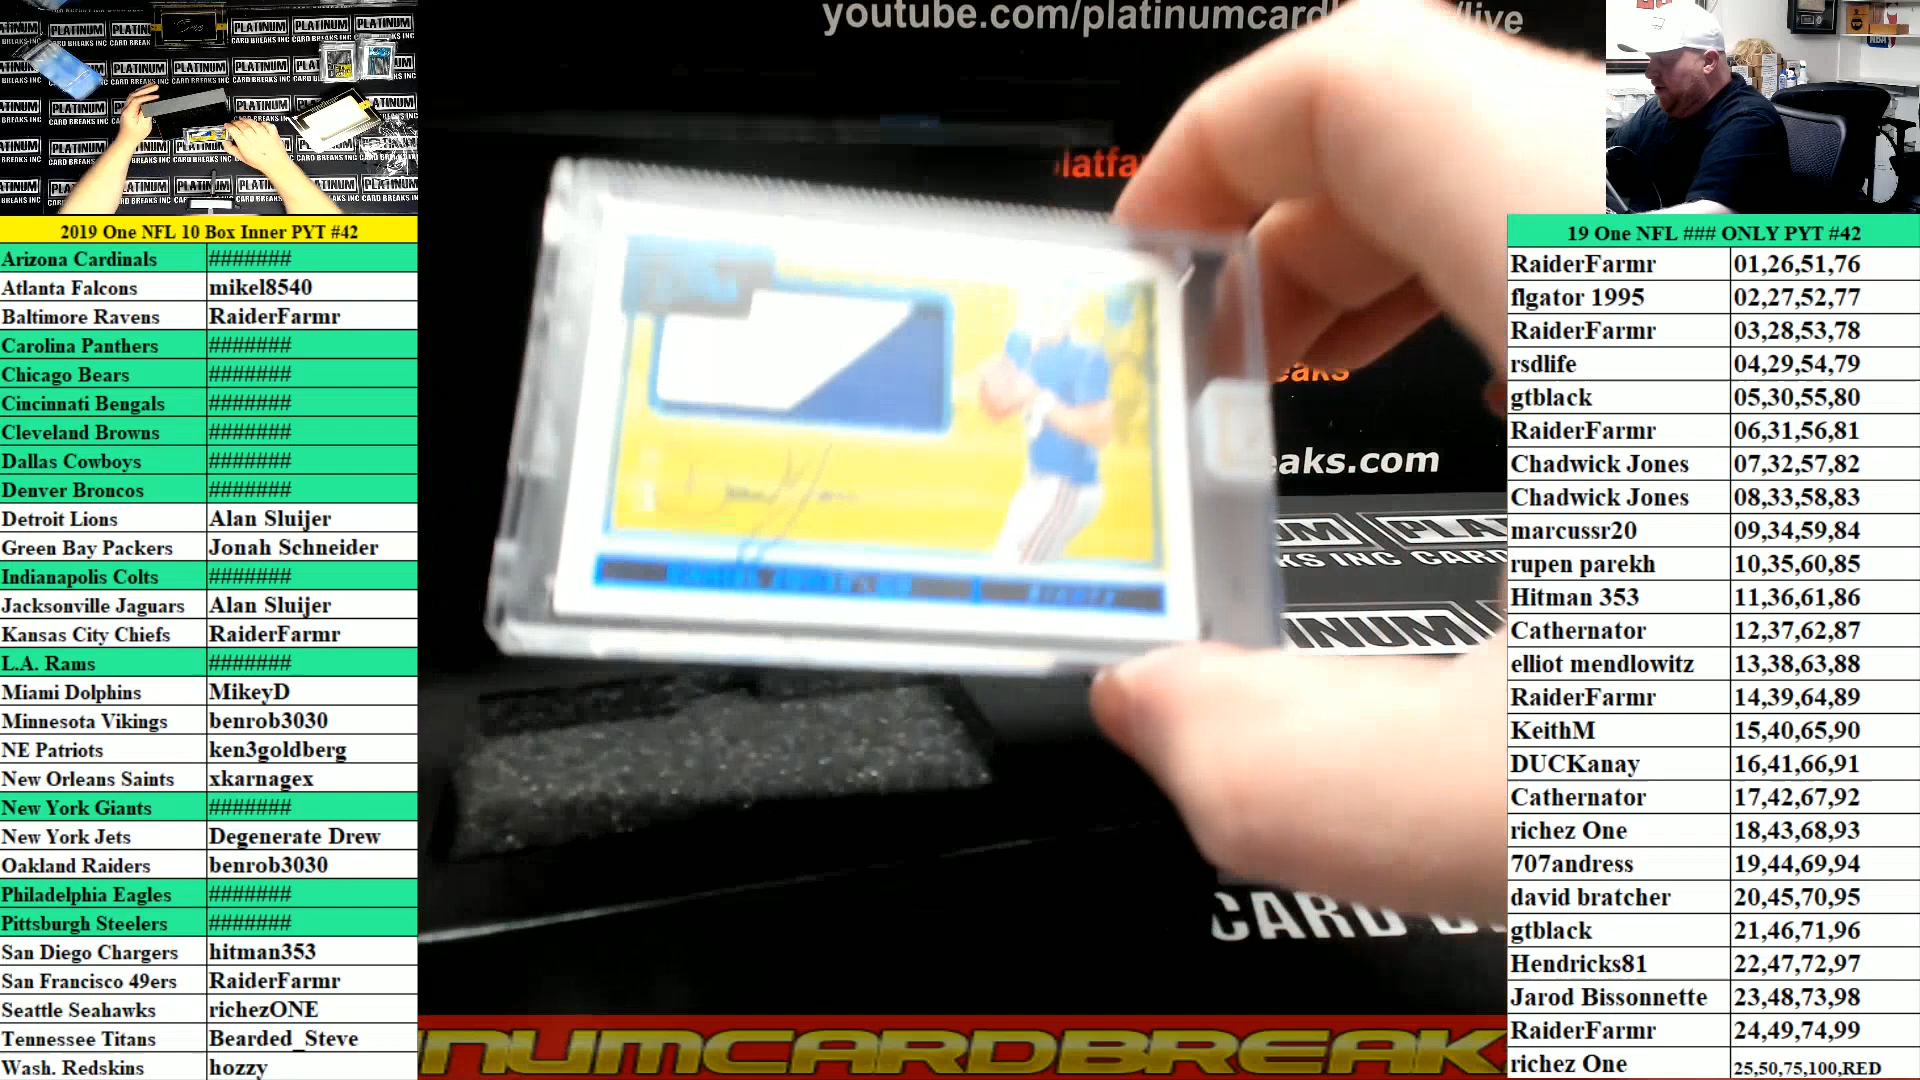 youtube.com/platinumcard
/live
2019 One NFL 10 Box Inner PYT #42
Arizona Cardinals #######
Atlanta Falcons mikel8540
Baltimore Ravens RaiderFarmr
Carolina Panthers #######
Chicago Bears #######
Cincinnati Bengals #######
Cleveland Browns #######
Dallas Cowboys #######
Denver Broncos #######
Detroit Lions Alan Sluijer
Green Bay Packers Jonah Schneider
Indianapolis Colts #######
Jacksonville Jaguars Alan Sluijer
Kansas City Chiefs RaiderFarmr
L.A. Rams #######
Miami Dolphins MikeyD
Minnesota Vikings benrob3030
NE Patriots ken3goldberg
New Orleans Saints xkarnagex
New York Giants #######
New York Jets Degenerate Drew
Oakland Raiders benrob3030
Philadelphia Eagles #######
Pittsburgh Steelers #######
San Diego Chargers hitman353
San Francisco 49ers RaiderFarmr
Seattle Seahawks richezONE
Tennessee Titans Bearded_Steve
Wash. Redskins hozzy
PLATINUM
CARD BREAKS INC
latfa
eaks
eaks.com
NUMCARDBREAK
19 One NFL ### ONLY PYT #42
RaiderFarmr 01,26,51,76
flgator 1995 02,27,52,77
RaiderFarmr 03,28,53,78
rsdlife 04,29,54,79
gtblack 05,30,55,80
RaiderFarmr 06,31,56,81
Chadwick Jones 07,32,57,82
Chadwick Jones 08,33,58,83
marcussr20 09,34,59,84
rupen parekh 10,35,60,85
Hitman 353 11,36,61,86
Cathernator 12,37,62,87
elliot mendlowitz 13,38,63,88
RaiderFarmr 14,39,64,89
KeithM 15,40,65,90
DUCKanay 16,41,66,91
Cathernator 17,42,67,92
richez One 18,43,68,93
707andress 19,44,69,94
david bratcher 20,45,70,95
gtblack 21,46,71,96
Hendricks81 22,47,72,97
Jarod Bissonnette 23,48,73,98
RaiderFarmr 24,49,74,99
richez One 25,50,75,100,RED